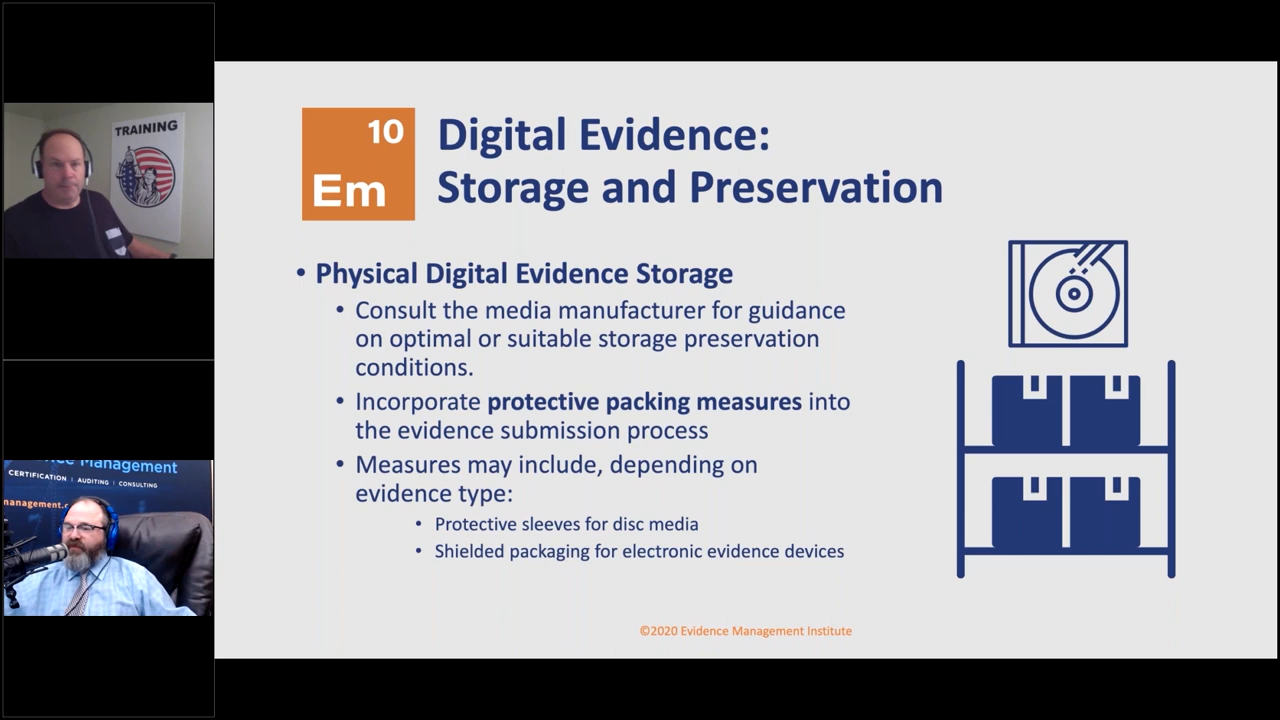 TRAINING
Management
CERTIFICATION | AUDITING | CONSULTING
10
Em
Digital Evidence:
Storage and Preservation
• Physical Digital Evidence Storage
• Consult the media manufacturer for guidance
on optimal or suitable storage preservation
conditions.
• Incorporate protective packing measures into
the evidence submission process
• Measures may include, depending on
evidence type:
• Protective sleeves for disc media
• Shielded packaging for electronic evidence devices
©2020 Evidence Management Institute